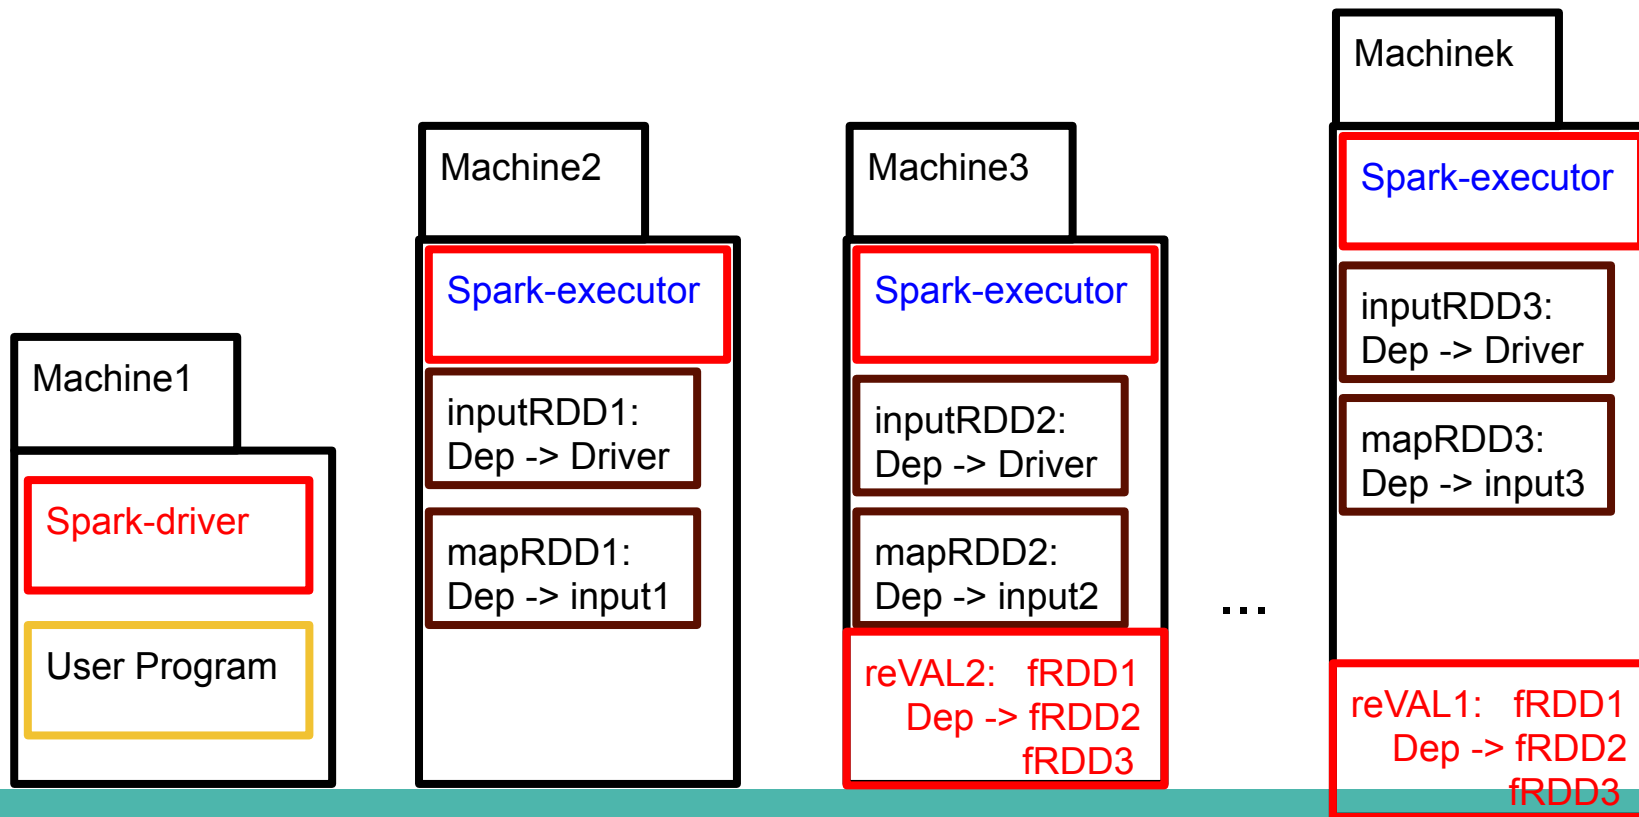 Machine1
Spark-driver
User Program
Machine2
Spark-executor
inputRDD1:
Dep -> Driver
mapRDD1:
Dep -> input1
Machine3
Spark-executor
inputRDD2:
Dep -> Driver
mapRDD2:
Dep -> input2
reVAL2: fRDD1
Dep -> fRDD2
fRDD3
...
Machinek
Spark-executor
inputRDD3:
Dep -> Driver
mapRDD3:
Dep -> input3
reVAL1: fRDD1
Dep -> fRDD2
fRDD3